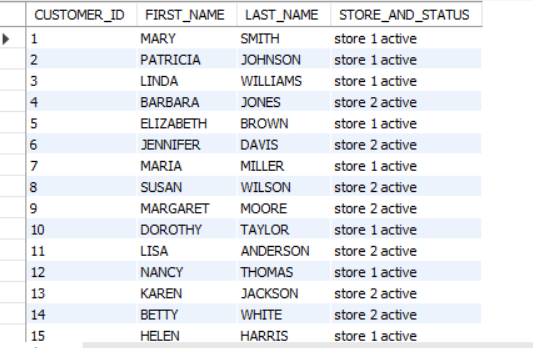 CUSTOMER_ID FIRST_NAME LAST_NAME STORE_AND_STATUS
1 MARY SMITH store 1 active
2 PATRICIA JOHNSON store 1 active
3 LINDA WILLIAMS store 1 active
4 BARBARA JONES store 2 active
5 ELIZABETH BROWN store 1 active
6 JENNIFER DAVIS store 2 active
7 MARIA MILLER store 1 active
8 SUSAN WILSON store 2 active
9 MARGARET MOORE store 2 active
10 DOROTHY TAYLOR store 1 active
11 LISA ANDERSON store 2 active
12 NANCY THOMAS store 1 active
13 KAREN JACKSON store 2 active
14 BETTY WHITE store 2 active
15 HELEN HARRIS store 1 active